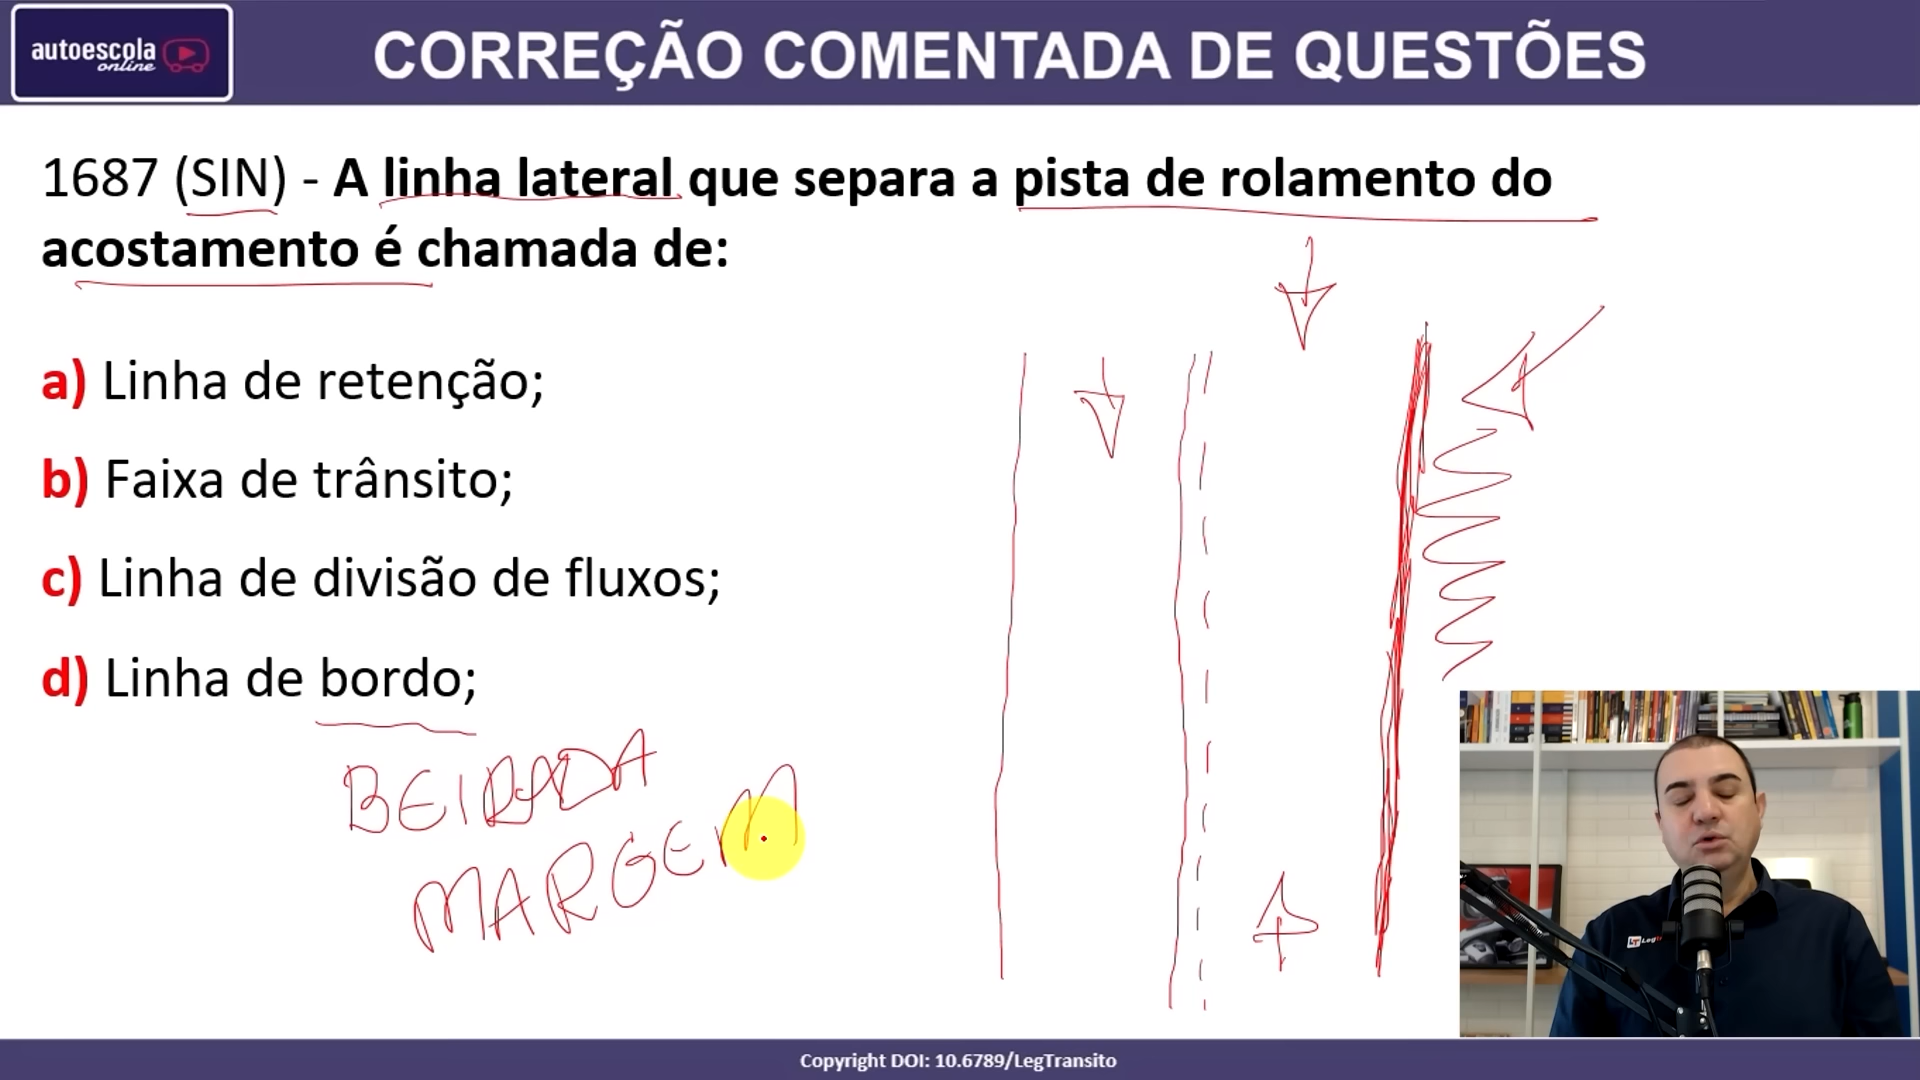 autoescola
online
CORREÇÃO COMENTADA DE QUESTÕES
1687 (SIN) - A linha lateral que separa a pista de rolamento do
acostamento é chamada de:
a) Linha de retenção;
b) Faixa de trânsito;
c) Linha de divisão de fluxos;
d) Linha de bordo;
BEIRADA
MARGEM
Copyright DOI: 10.6789/LegTransito